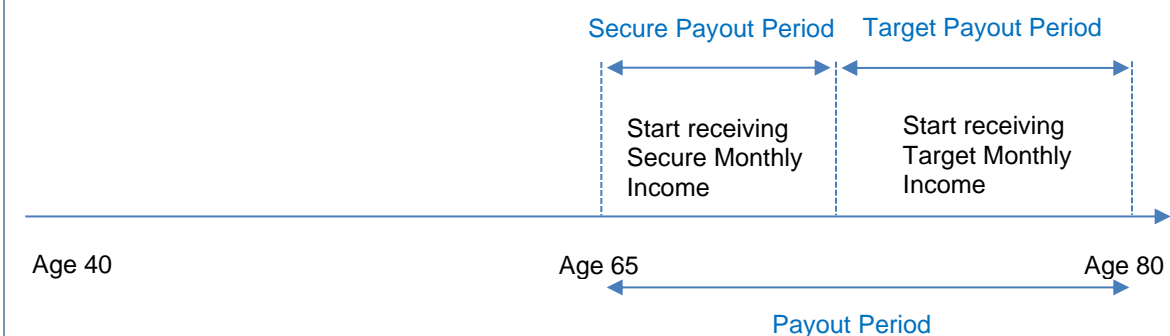 Secure Payout Period
Target Payout Period
Start receiving
Secure Monthly
Income
Start receiving
Target Monthly
Income
Age 40
Age 65
Age 80
Payout Period